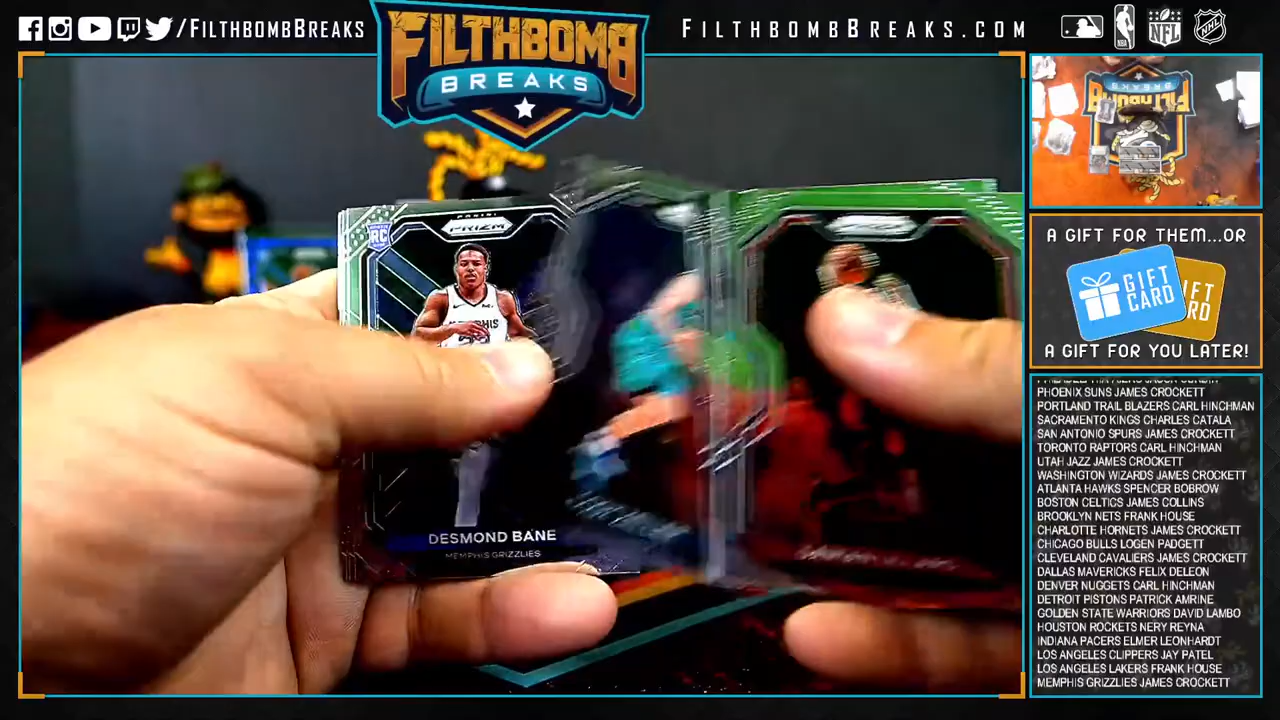 /FILTHBOMBBREAKS
FILTHBOMB
BREAKS
FILTHBOMBBREAKS.COM
NFL
NHL
A GIFT FOR THEM...OR
GIFT
CARD
A GIFT FOR YOU LATER!
PHOENIX SUNS JAMES CROCKETT
PORTLAND TRAIL BLAZERS CARL HINCHMAN
SACRAMENTO KINGS CHARLES CATALA
SAN ANTONIO SPURS JAMES CROCKETT
TORONTO RAPTORS CARL HINCHMAN
UTAH JAZZ JAMES CROCKETT
WASHINGTON WIZARDS JAMES CROCKETT
ATLANTA HAWKS SPENCER BOBROW
BOSTON CELTICS JAMES COLLINS
BROOKLYN NETS FRANK HOUSE
CHARLOTTE HORNETS JAMES CROCKETT
CHICAGO BULLS LOGEN PADGETT
CLEVELAND CAVALIERS JAMES CROCKETT
DALLAS MAVERICKS FELIX DELEON
DENVER NUGGETS CARL HINCHMAN
DETROIT PISTONS PATRICK AMRINE
GOLDEN STATE WARRIORS DAVID LAMBO
HOUSTON ROCKETS NERY REYNA
INDIANA PACERS ELMER LEONHARDT
LOS ANGELES CLIPPERS JAY PATEL
LOS ANGELES LAKERS FRANK HOUSE
MEMPHIS GRIZZLIES JAMES CROCKETT
RC
PANINI
PRIZM
MEMPHIS
DESMOND BANE
MEMPHIS GRIZZLIES